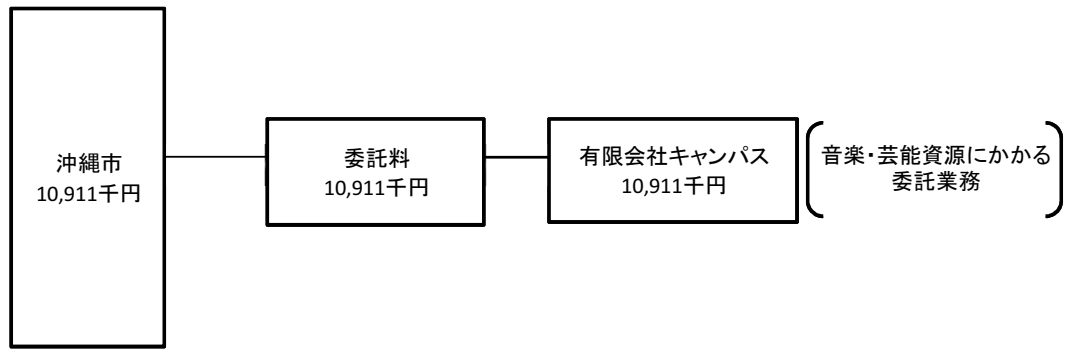 沖縄市
10,911千円
委託料
10,911千円
有限会社キャンパス
10,911千円
音楽・芸能資源にかかる
委託業務